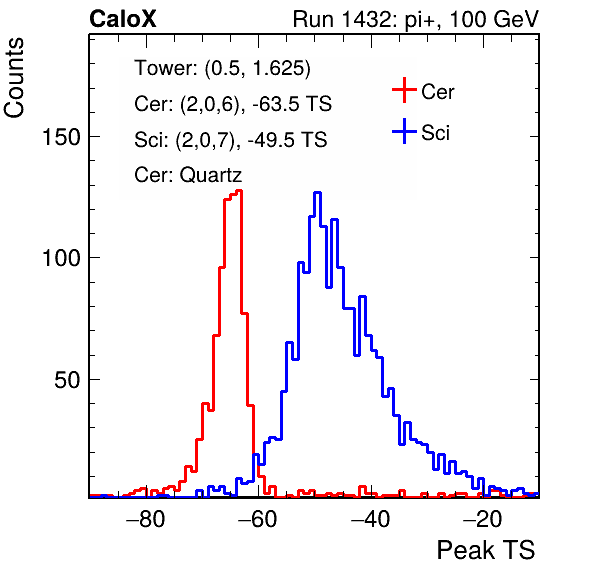 CaloX Run 1432: pi+, 100 GeV
Counts
Tower: (0.5, 1.625)
Cer: (2,0,6), -63.5 TS
Sci: (2,0,7), -49.5 TS
Cer: Quartz
Cer
Sci
150
100
50
−80 −60 −40 −20
Peak TS